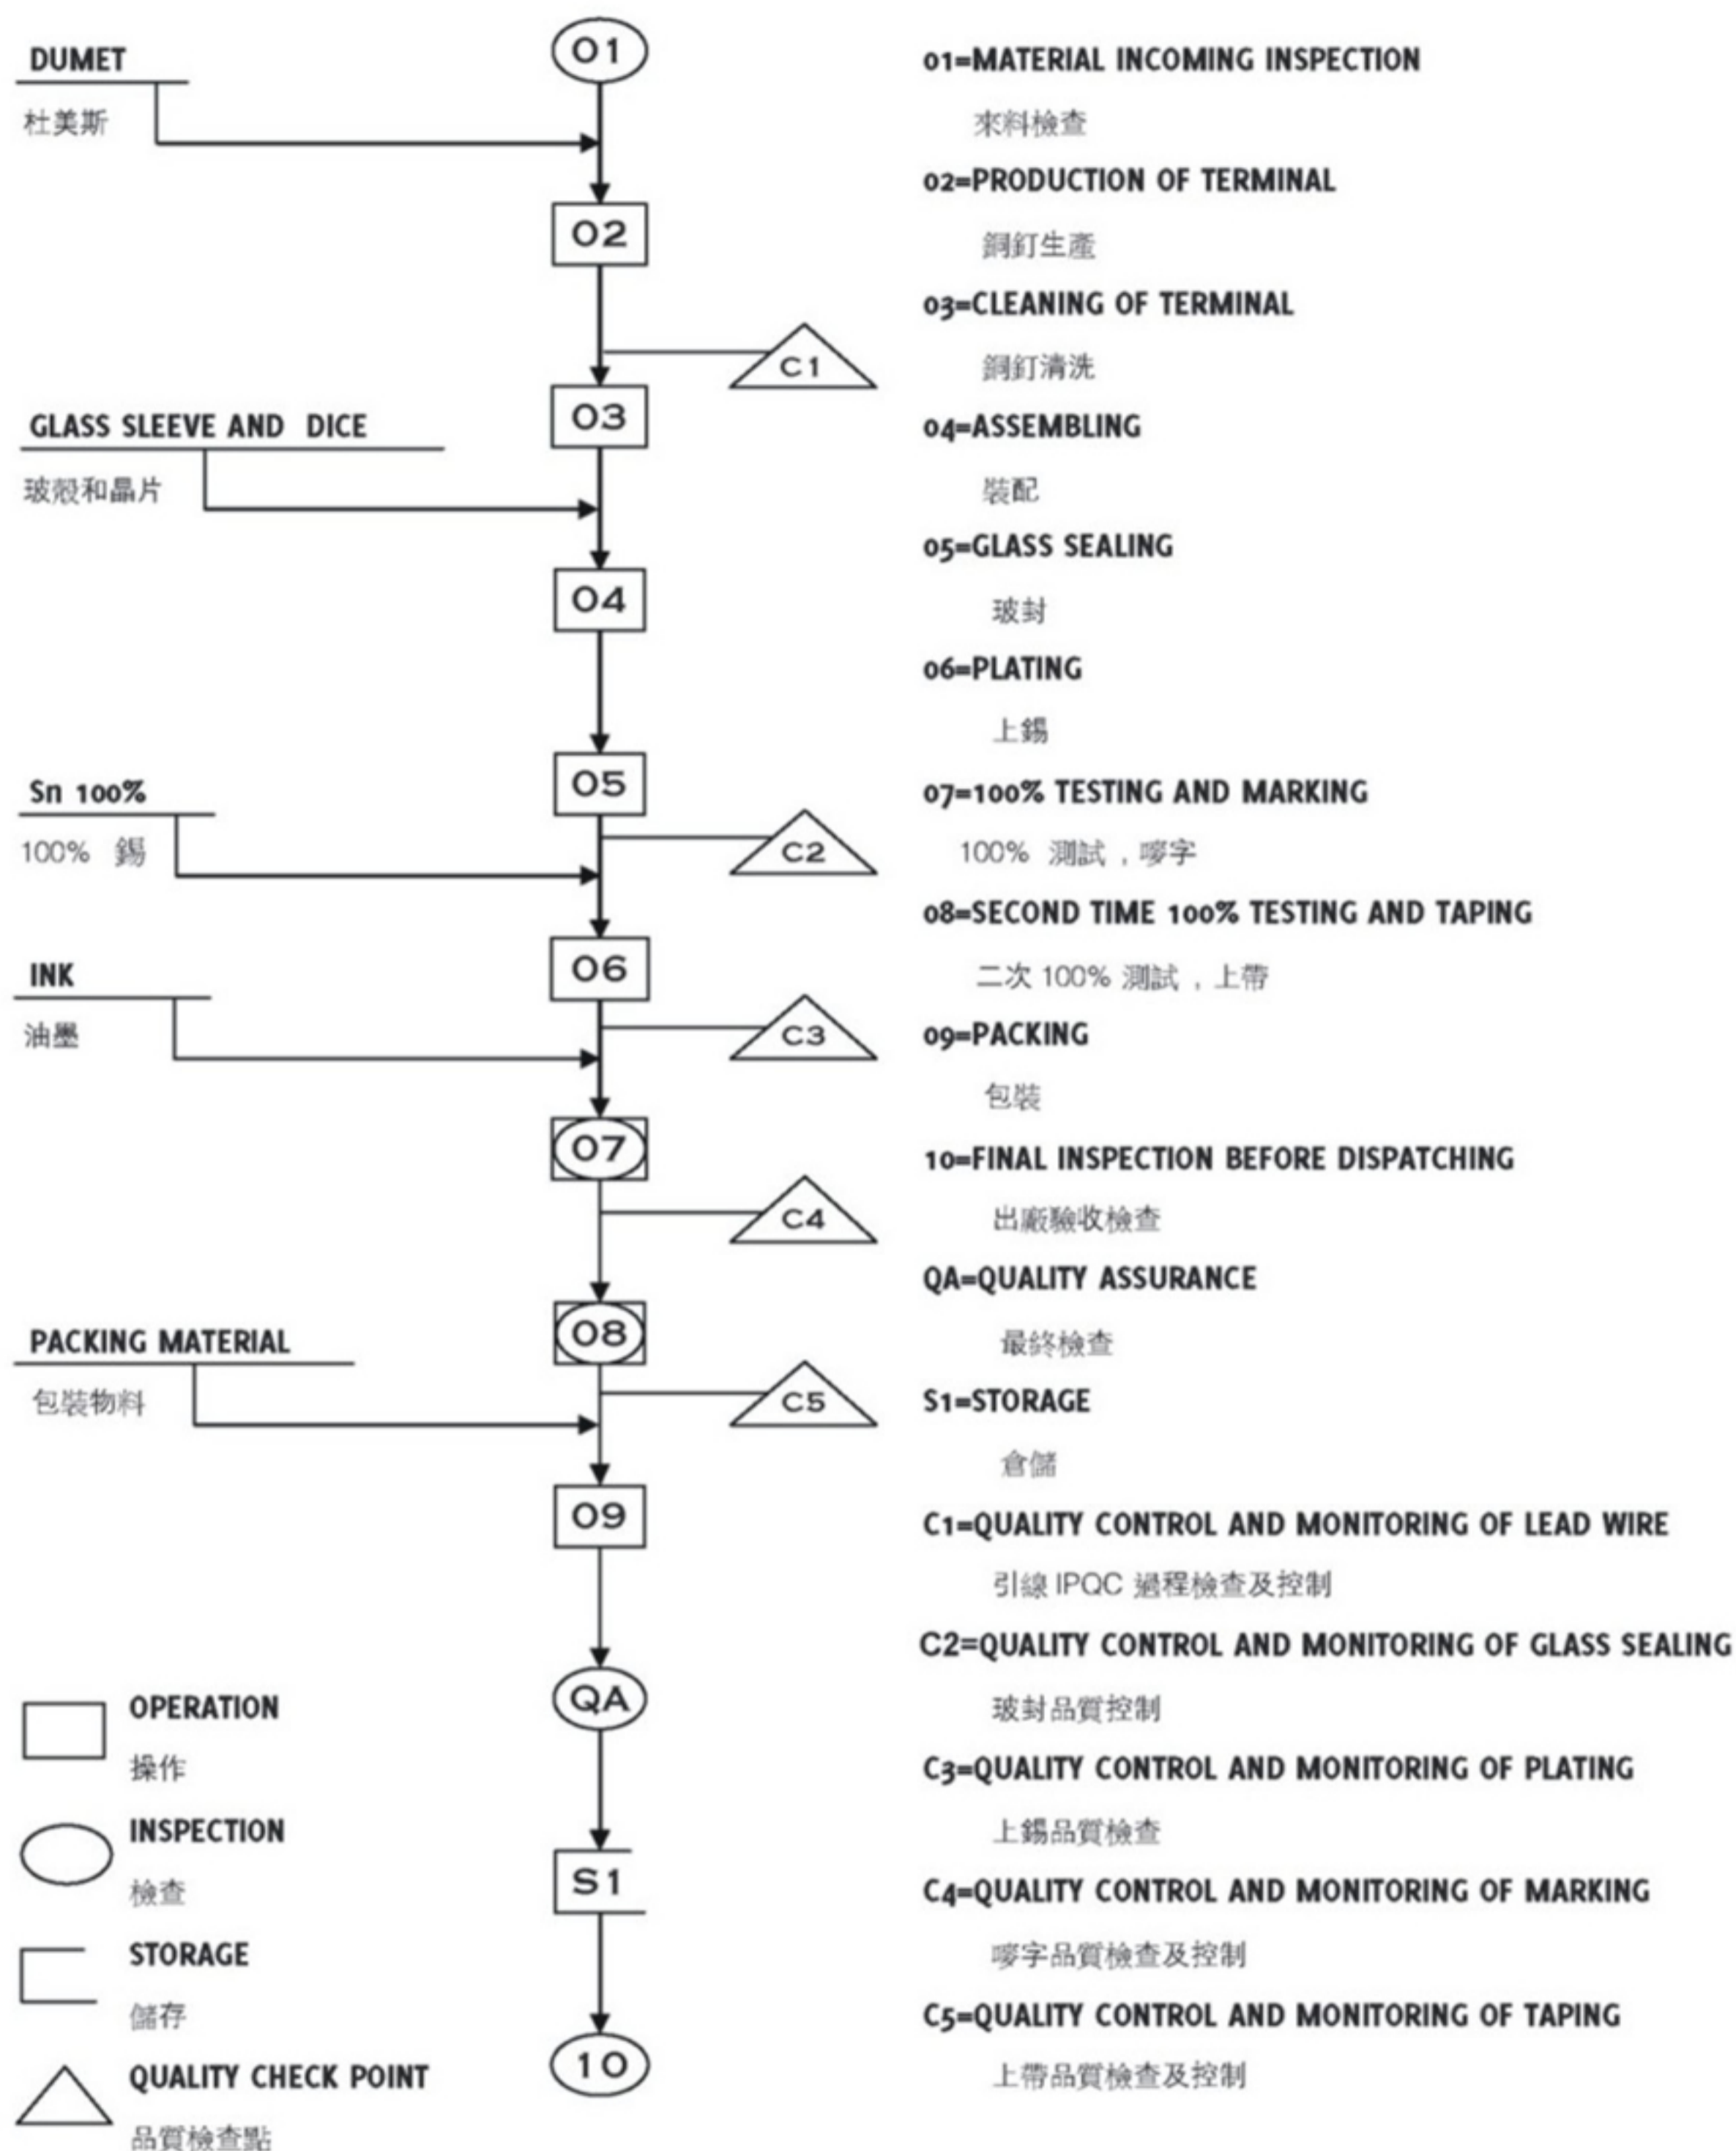 DUMET
杜美斯
GLASS SLEEVE AND DICE
玻殼和晶片
Sn 100%
100% 錫
INK
油墨
PACKING MATERIAL
包裝物料
01
02
C1
03
04
05
C2
06
C3
07
C4
08
C5
09
QA
S1
10
OPERATION
操作
INSPECTION
檢查
STORAGE
儲存
QUALITY CHECK POINT
品質檢查點
01=MATERIAL INCOMING INSPECTION
來料檢查
02=PRODUCTION OF TERMINAL
銅釘生產
03=CLEANING OF TERMINAL
銅釘清洗
04=ASSEMBLING
裝配
05=GLASS SEALING
玻封
06=PLATING
上錫
07=100% TESTING AND MARKING
100% 測試，嘜字
08=SECOND TIME 100% TESTING AND TAPING
二次 100% 測試，上帶
09=PACKING
包裝
10=FINAL INSPECTION BEFORE DISPATCHING
出廠驗收檢查
QA=QUALITY ASSURANCE
最終檢查
S1=STORAGE
倉儲
C1=QUALITY CONTROL AND MONITORING OF LEAD WIRE
引線 IPQC 過程檢查及控制
C2=QUALITY CONTROL AND MONITORING OF GLASS SEALING
玻封品質控制
C3=QUALITY CONTROL AND MONITORING OF PLATING
上錫品質檢查
C4=QUALITY CONTROL AND MONITORING OF MARKING
嘜字品質檢查及控制
C5=QUALITY CONTROL AND MONITORING OF TAPING
上帶品質檢查及控制